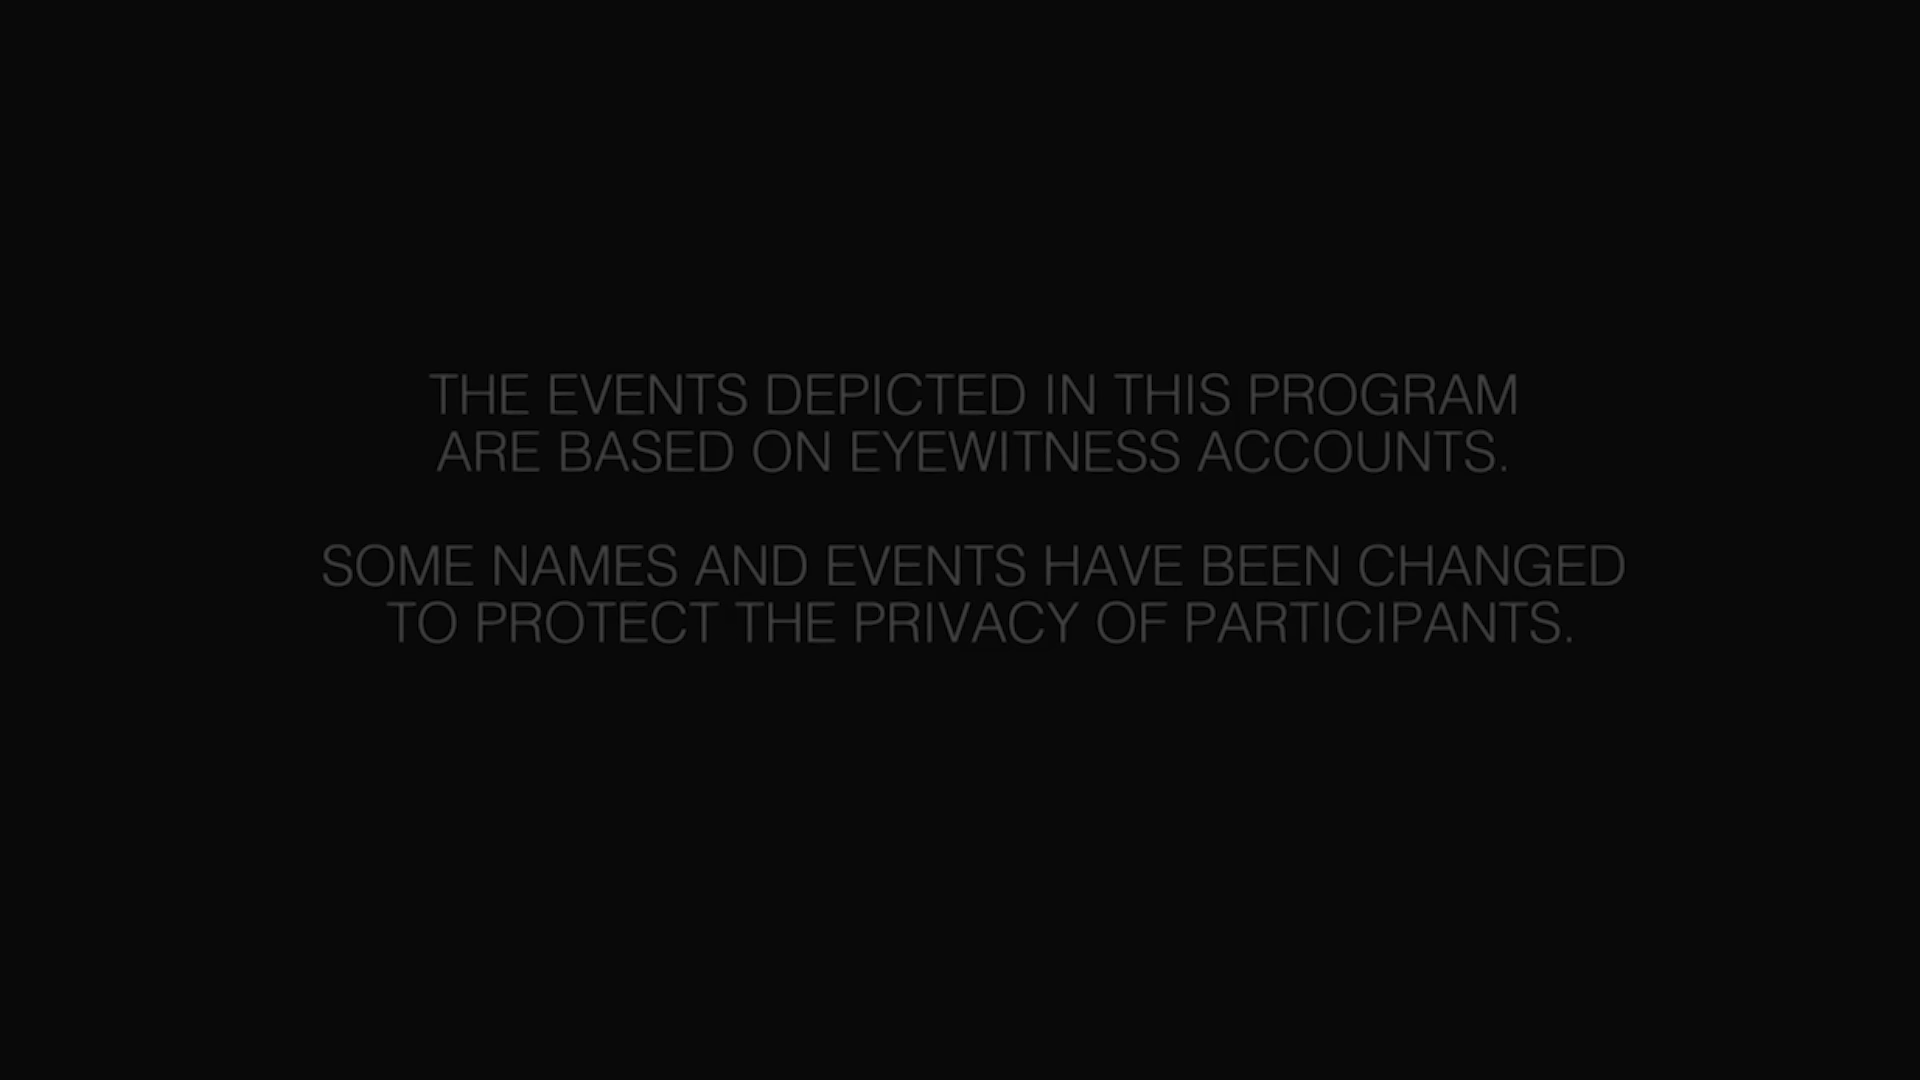 THE EVENTS DEPICTED IN THIS PROGRAM
ARE BASED ON EYEWITNESS ACCOUNTS.
SOME NAMES AND EVENTS HAVE BEEN CHANGED
TO PROTECT THE PRIVACY OF PARTICIPANTS.